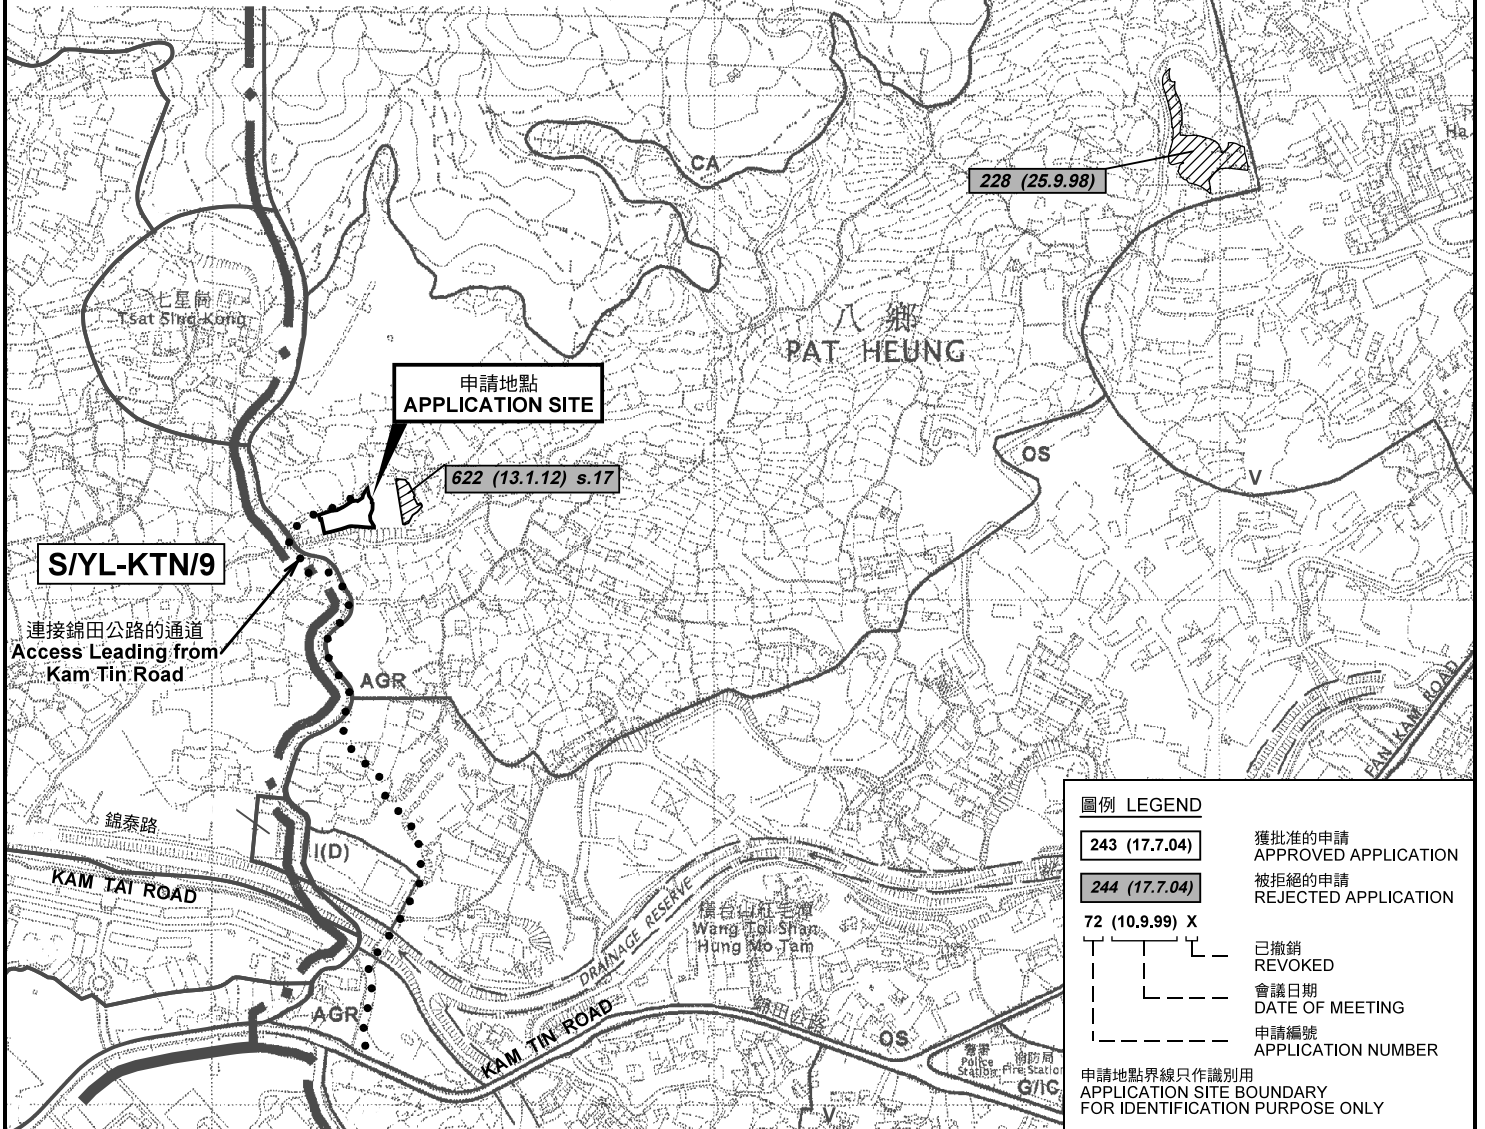 CA
228 (25.9.98)
Ha
七星崗
Tsat Sing Kong
八鄉
PAT HEUNG
申請地點
APPLICATION SITE
622 (13.1.12) s.17
OS
V
S/YL-KTN/9
連接錦田公路的通道
Access Leading from
Kam Tin Road
AGR
FAN KAM ROAD
錦泰路
KAM TAI ROAD
I(D)
DRAINAGE RESERVE
橫台山紅毛潭
Wang Toi Shan
Hung Mo Tam
AGR
KAM TIN ROAD
錦田公路
OS
警署
Police
Station
消防局
Fire Station
G/IC
V
圖例 LEGEND
243 (17.7.04)
獲批准的申請
APPROVED APPLICATION
244 (17.7.04)
被拒絕的申請
REJECTED APPLICATION
72 (10.9.99) X
已撤銷
REVOKED
會議日期
DATE OF MEETING
申請編號
APPLICATION NUMBER
申請地點界線只作識別用
APPLICATION SITE BOUNDARY
FOR IDENTIFICATION PURPOSE ONLY